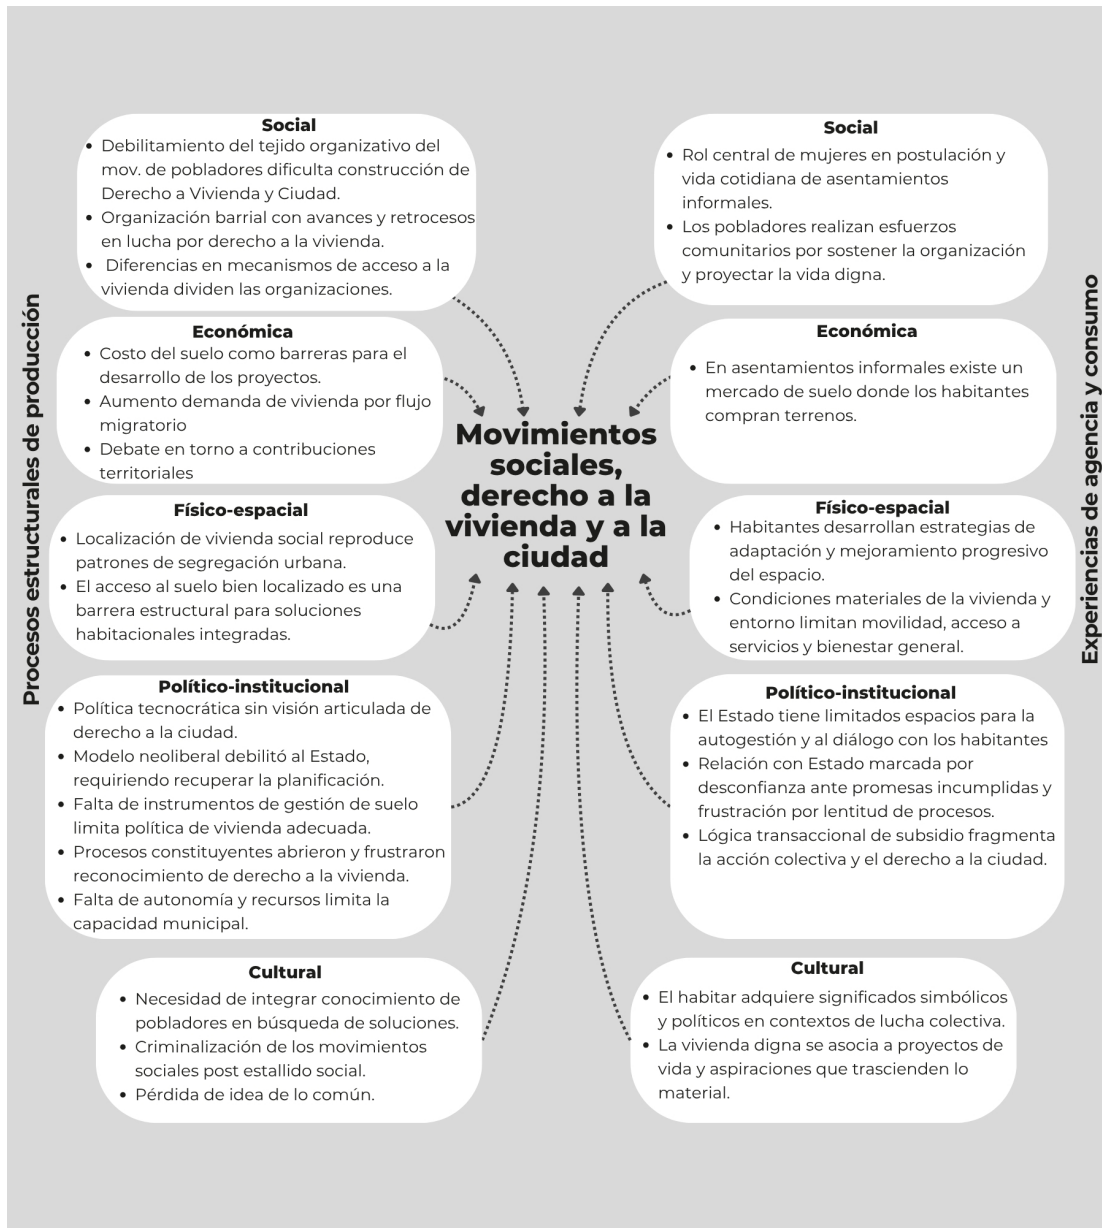 Procesos estructurales de producción
Social
• Debilitamiento del tejido organizativo del
mov. de pobladores dificulta construcción de
Derecho a Vivienda y Ciudad.
• Organización barrial con avances y retrocesos
en lucha por derecho a la vivienda.
• Diferencias en mecanismos de acceso a la
vivienda dividen las organizaciones.
Económica
• Costo del suelo como barreras para el
desarrollo de los proyectos.
• Aumento demanda de vivienda por flujo
migratorio
• Debate en torno a contribuciones
territoriales
Físico-espacial
• Localización de vivienda social reproduce
patrones de segregación urbana.
• El acceso al suelo bien localizado es una
barrera estructural para soluciones
habitacionales integradas.
Político-institucional
• Política tecnocrática sin visión articulada de
derecho a la ciudad.
• Modelo neoliberal debilitó al Estado,
requiriendo recuperar la planificación.
• Falta de instrumentos de gestión de suelo
limita política de vivienda adecuada.
• Procesos constituyentes abrieron y frustraron
reconocimiento de derecho a la vivienda.
• Falta de autonomía y recursos limita la
capacidad municipal.
Cultural
• Necesidad de integrar conocimiento de
pobladores en búsqueda de soluciones.
• Criminalización de los movimientos
sociales post estallido social.
• Pérdida de idea de lo común.
Movimientos
sociales,
derecho a la
vivienda y a la
ciudad
Social
• Rol central de mujeres en postulación y
vida cotidiana de asentamientos
informales.
• Los pobladores realizan esfuerzos
comunitarios por sostener la organización
y proyectar la vida digna.
Económica
• En asentamientos informales existe un
mercado de suelo donde los habitantes
compran terrenos.
Físico-espacial
• Habitantes desarrollan estrategias de
adaptación y mejoramiento progresivo
del espacio.
• Condiciones materiales de la vivienda y
entorno limitan movilidad, acceso a
servicios y bienestar general.
Político-institucional
• El Estado tiene limitados espacios para la
autogestión y al diálogo con los habitantes
• Relación con Estado marcada por
desconfianza ante promesas incumplidas y
frustración por lentitud de procesos.
• Lógica transaccional de subsidio fragmenta
la acción colectiva y el derecho a la ciudad.
Cultural
• El habitar adquiere significados simbólicos
y políticos en contextos de lucha colectiva.
• La vivienda digna se asocia a proyectos de
vida y aspiraciones que trascienden lo
material.
Experiencias de agencia y consumo